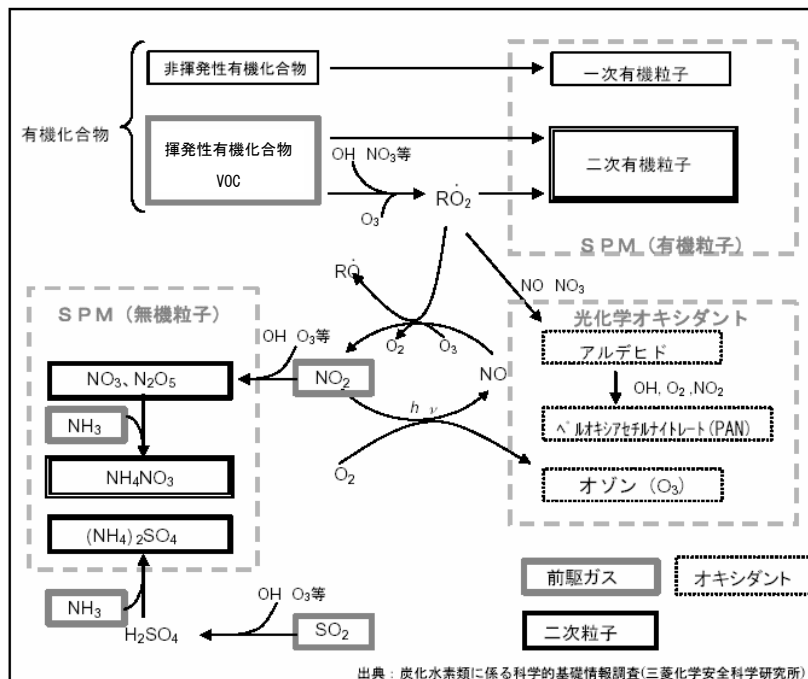 有機化合物
非揮発性有機化合物
揮発性有機化合物
VOC
OH NO₃等
O₃
RȮ₂
一次有機粒子
二次有機粒子
SPM(有機粒子)
RȮ
O₂
O₃
NO NO₃
SPM(無機粒子)
OH O₃等
NO₃、N₂O₅
NO₂
NO
NH₃
NH₄NO₃
(NH₄)₂SO₄
hν
O₂
光化学オキシダント
アルデヒド
OH, O₂ ,NO₂
ペルオキシアセチルナイトレート(PAN)
オゾン (O₃)
NH₃
H₂SO₄
OH O₃等
SO₂
前駆ガス
オキシダント
二次粒子
出典:炭化水素類に係る科学的基礎情報調査(三菱化学安全科学研究所)